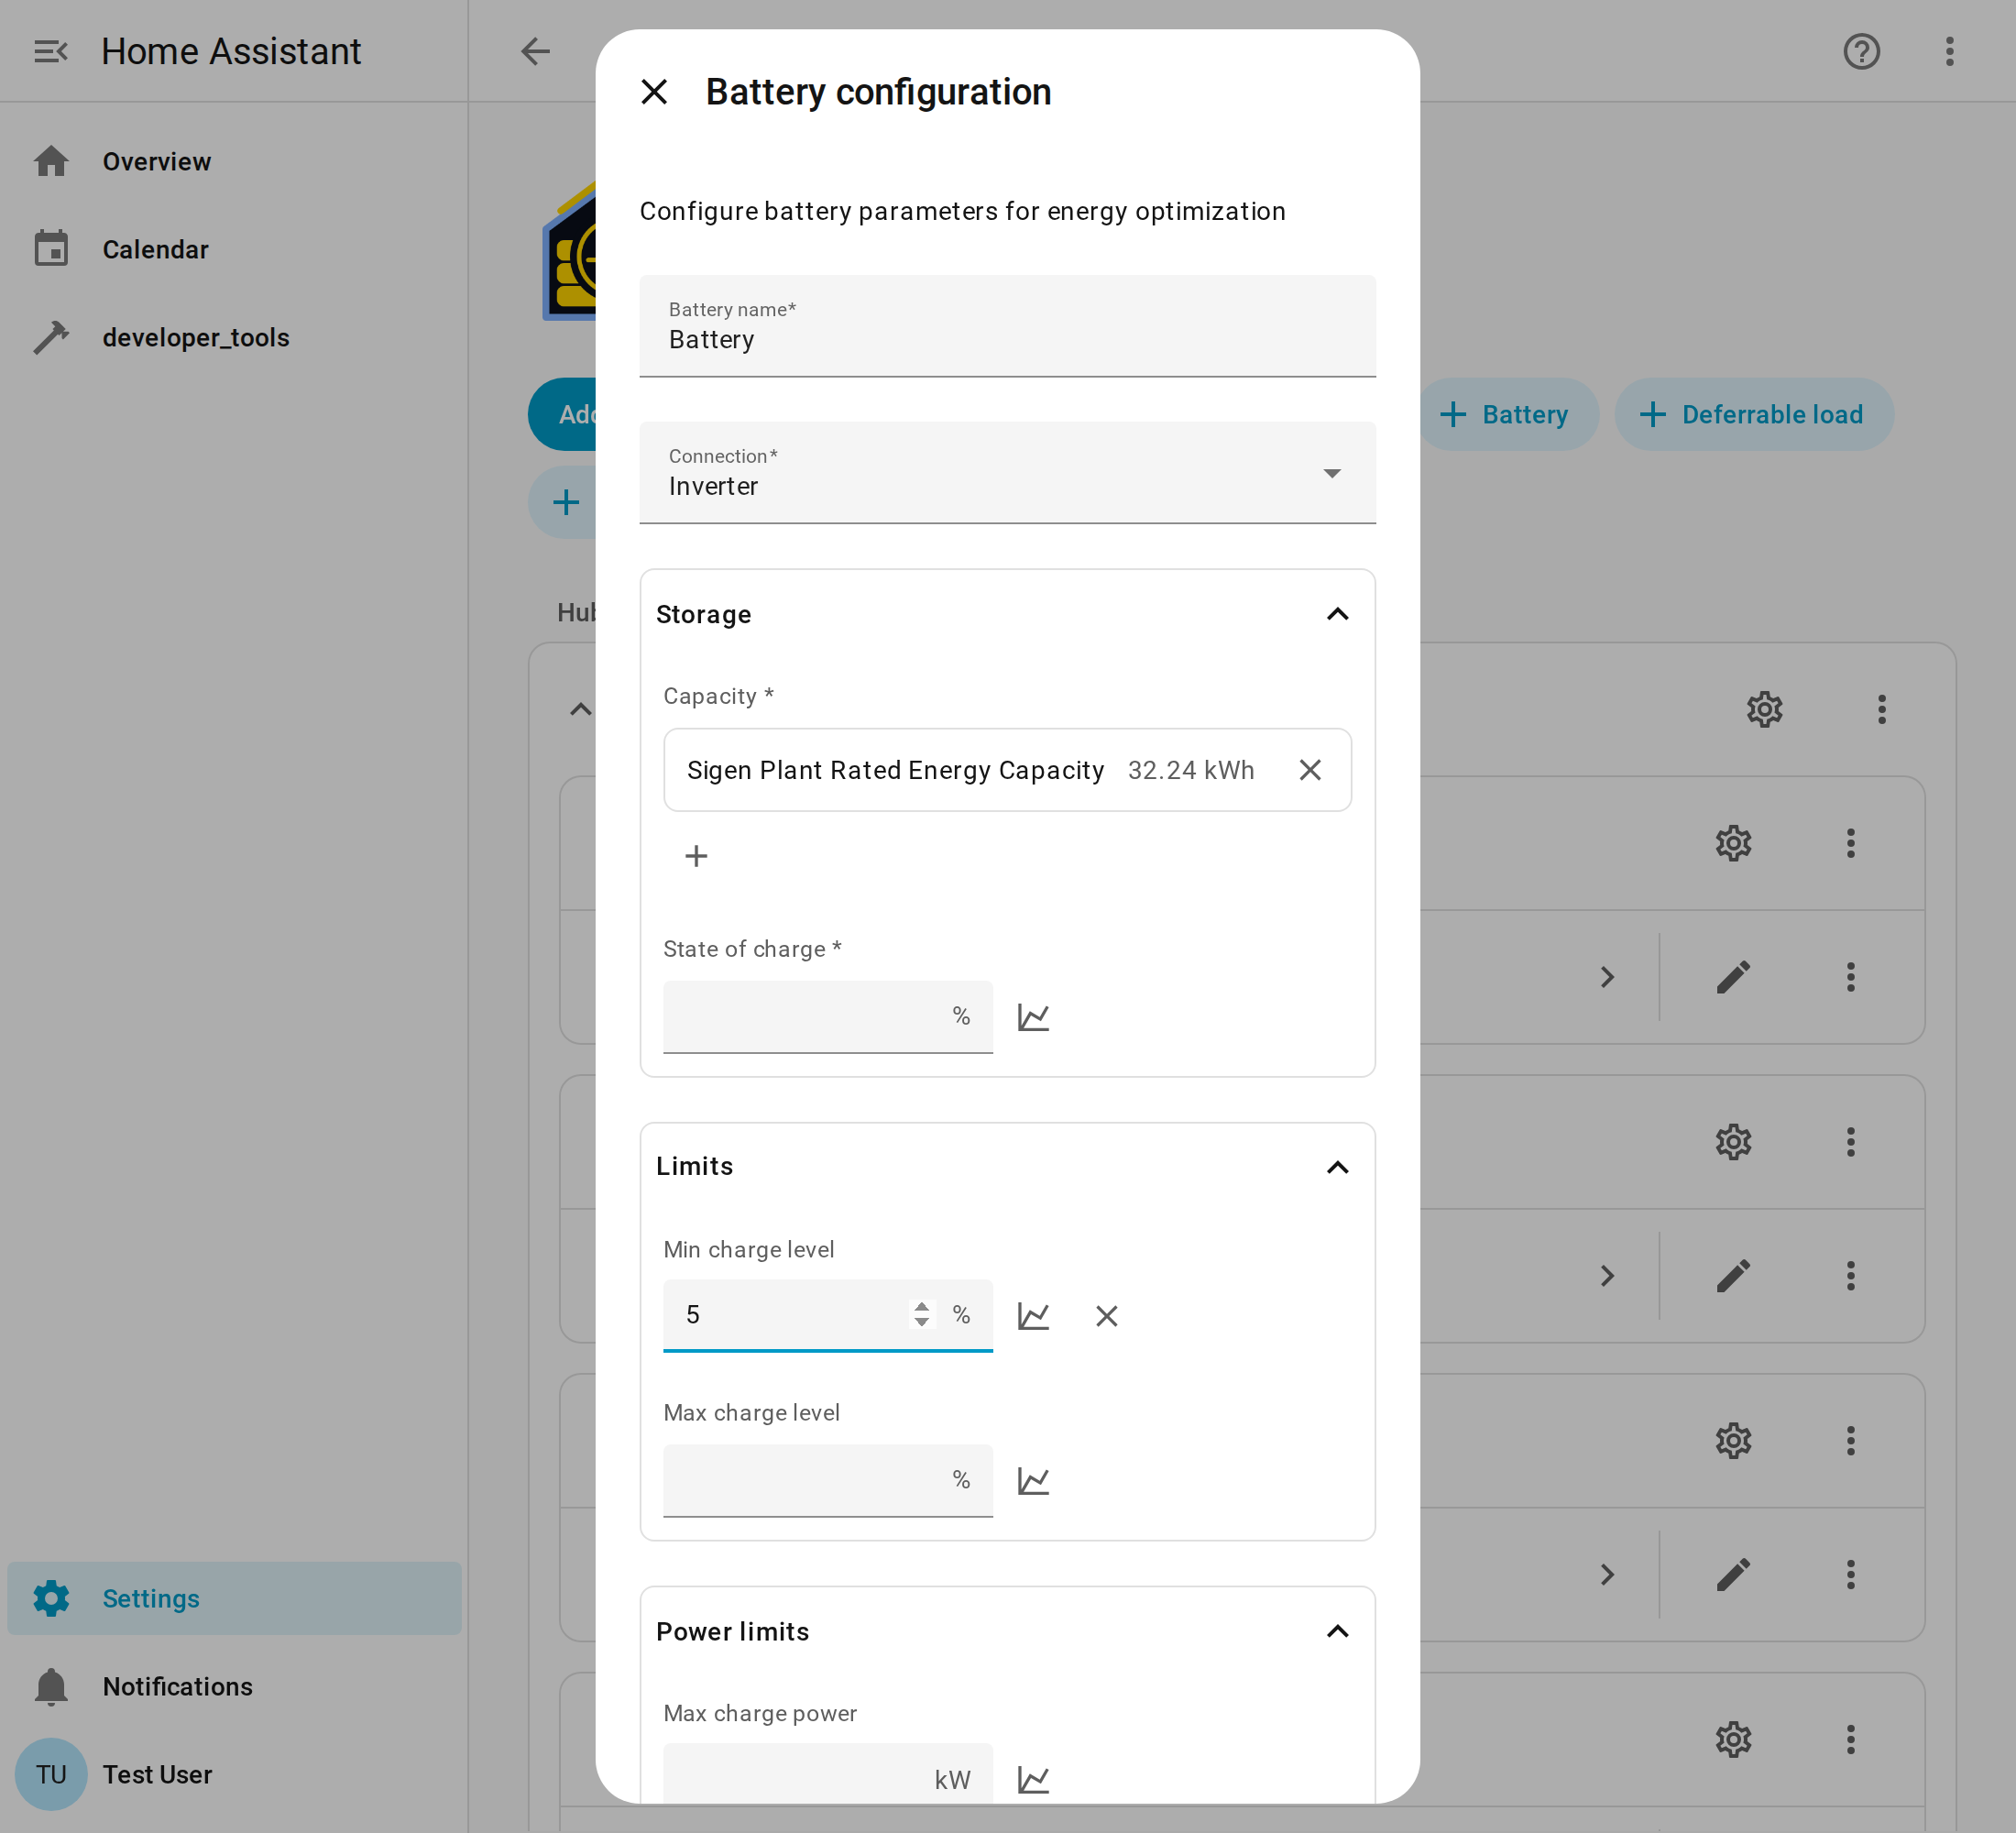 Home Assistant
Overview
Calendar
developer_tools
Settings
Notifications
TU
Test User
Battery configuration
Configure battery parameters for energy optimization
Battery name*
Battery
Connection*
Inverter
Storage
Capacity *
Sigen Plant Rated Energy Capacity 32.24 kWh
State of charge *
%
Limits
Min charge level
5 %
Max charge level
%
Power limits
Max charge power
kW
Battery
Deferrable load